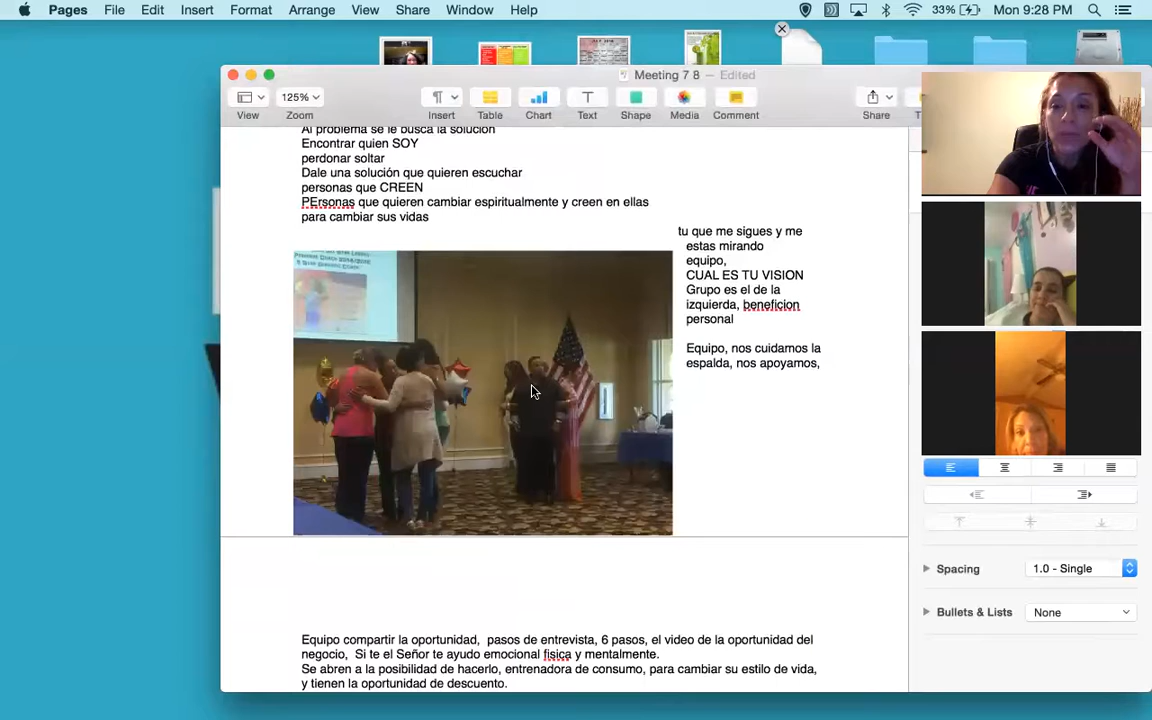 Pages File Edit Insert Format Arrange View Share Window Help 33% Mon 9:28 PM
Meeting 7 8 — Edited
125%
View Zoom Insert Table Chart Text Shape Media Comment Share
Al problema se le busca la solucion
Encontrar quien SOY
perdonar soltar
Dale una solución que quieren escuchar
personas que CREEN
PErsonas que quieren cambiar espiritualmente y creen en ellas
para cambiar sus vidas
tu que me sigues y me
estas mirando
equipo,
CUAL ES TU VISION
Grupo es el de la
izquierda, beneficion
personal
Equipo, nos cuidamos la
espalda, nos apoyamos,
Equipo compartir la oportunidad, pasos de entrevista, 6 pasos, el video de la oportunidad del
negocio, Si te el Señor te ayudo emocional fisica y mentalmente.
Se abren a la posibilidad de hacerlo, entrenadora de consumo, para cambiar su estilo de vida,
y tienen la oportunidad de descuento.
Spacing 1.0 - Single
Bullets & Lists None